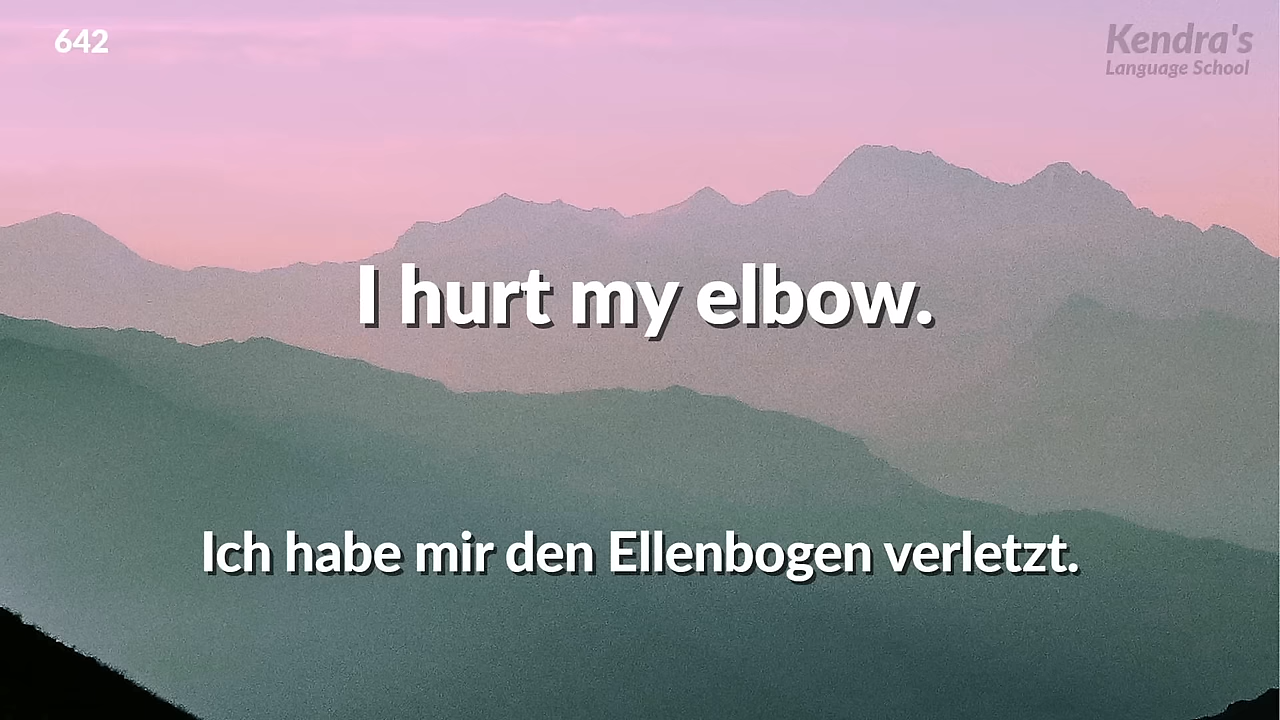 642
Kendra's
Language School
I hurt my elbow.
Ich habe mir den Ellenbogen verletzt.